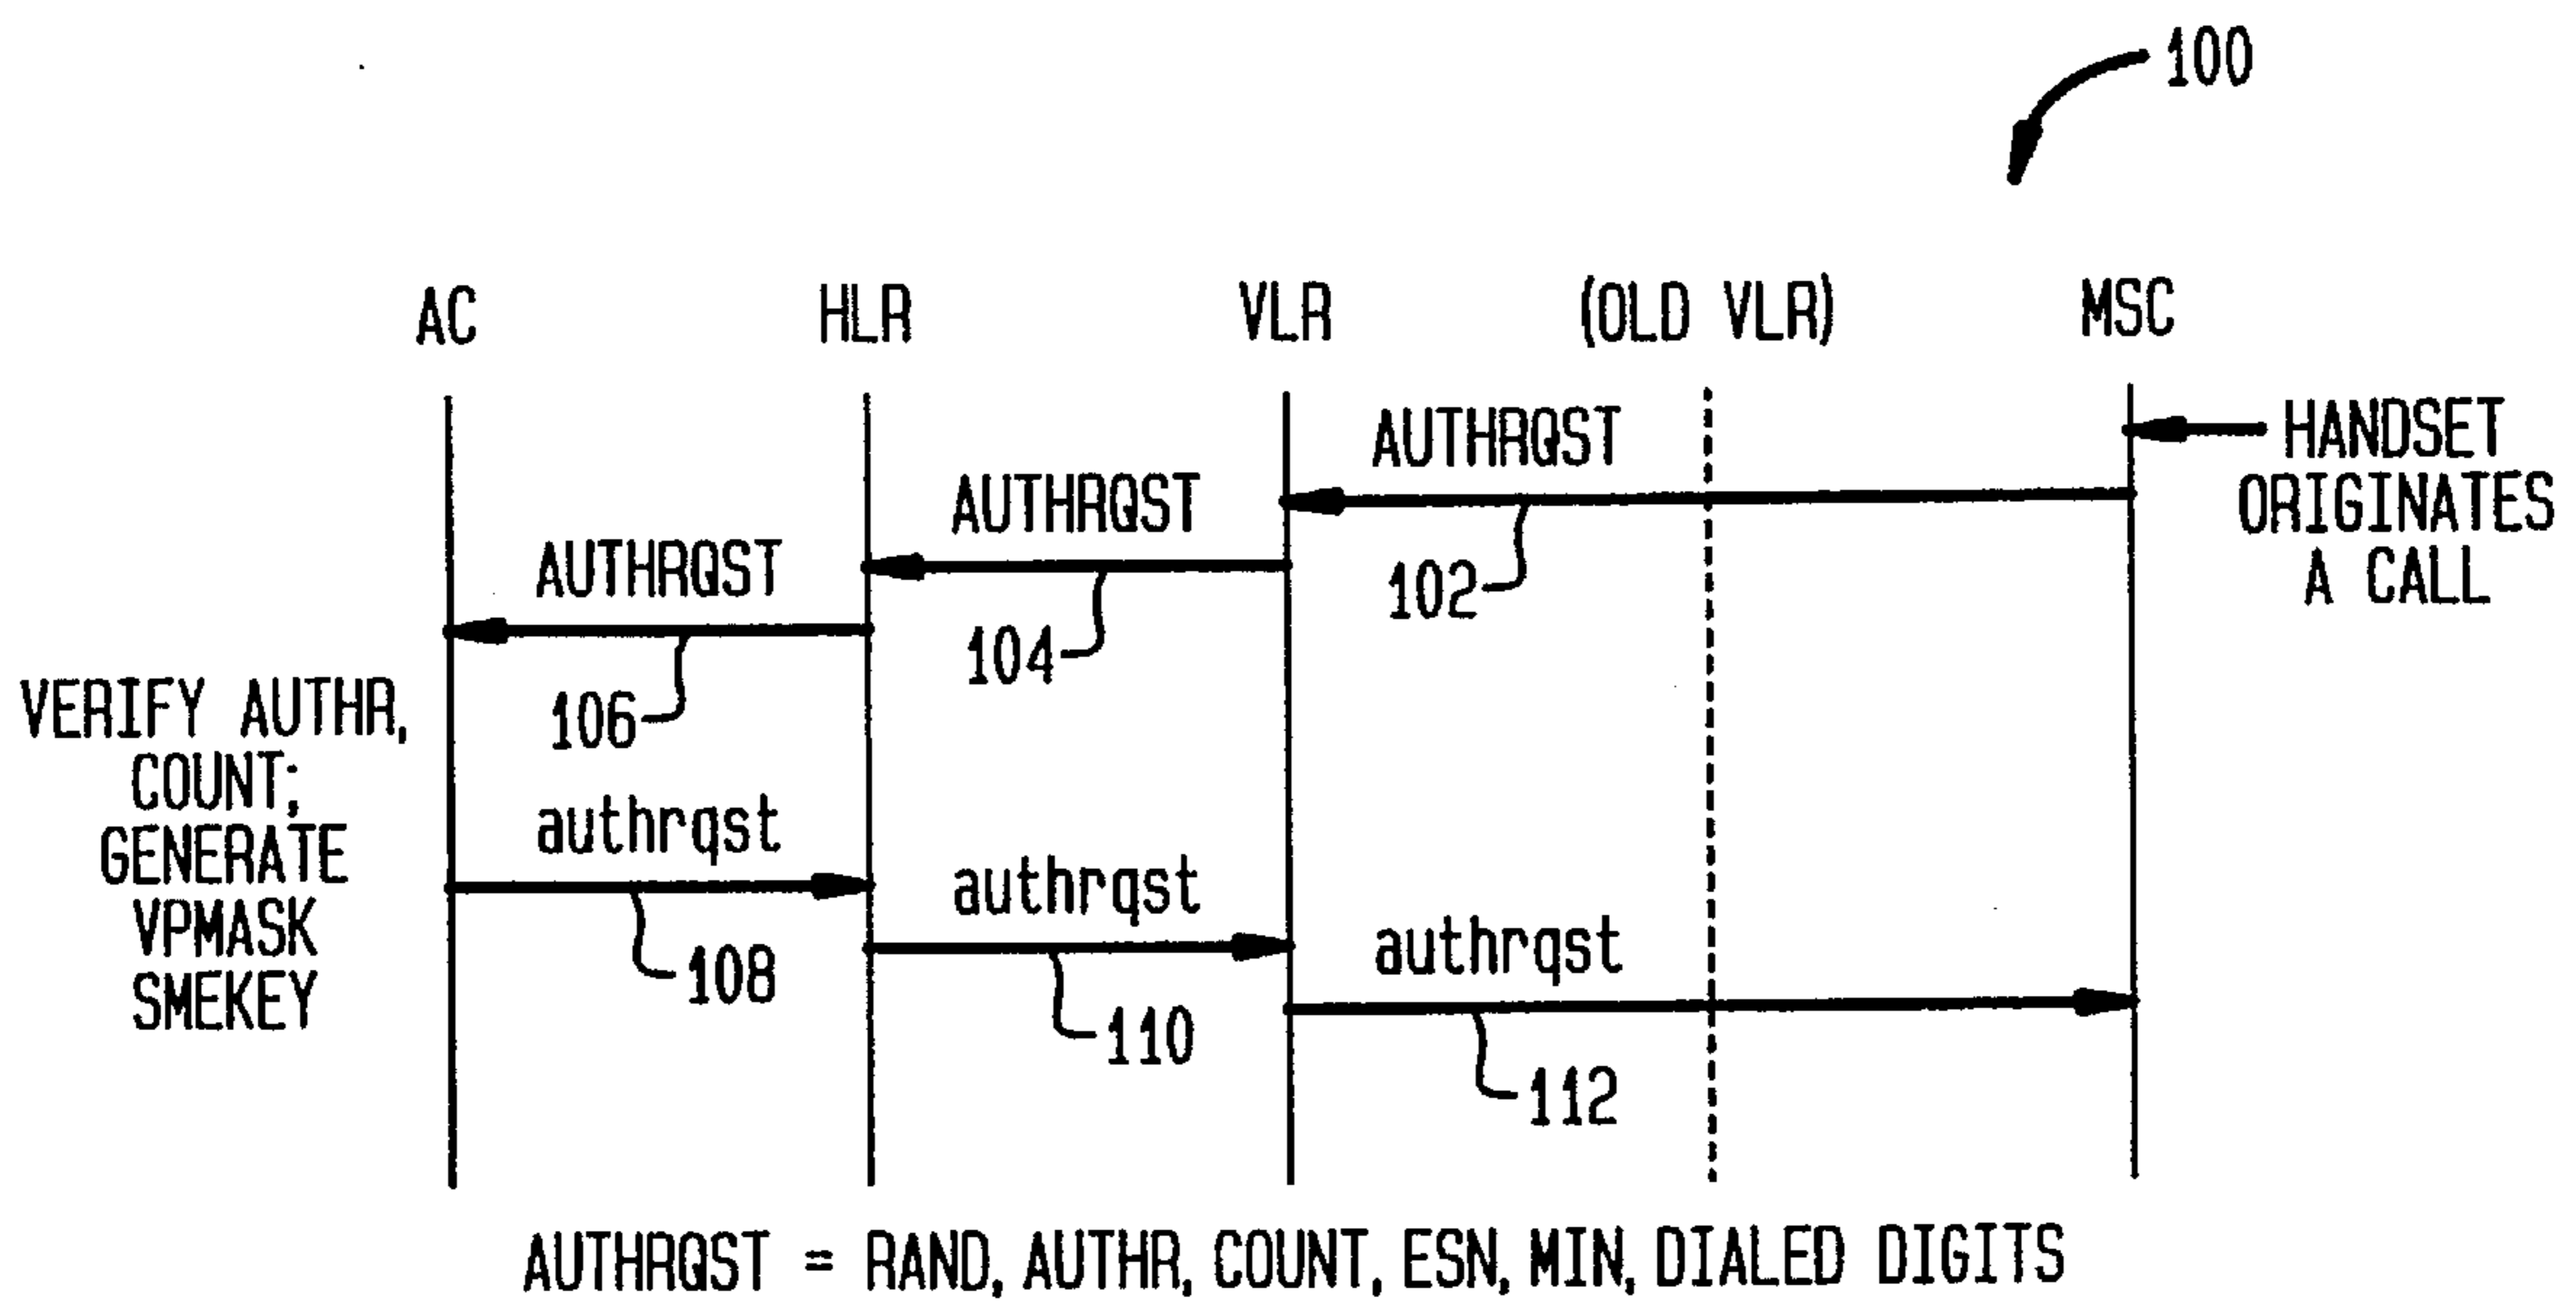 100
AC HLR VLR (OLD VLR) MSC
HANDSET
ORIGINATES
A CALL
AUTHRQST
102
AUTHRQST
104
AUTHRQST
106
VERIFY AUTHR,
COUNT;
GENERATE
VPMASK
SMEKEY
authrqst
108
authrqst
110
authrqst
112
AUTHRQST = RAND, AUTHR, COUNT, ESN, MIN, DIALED DIGITS